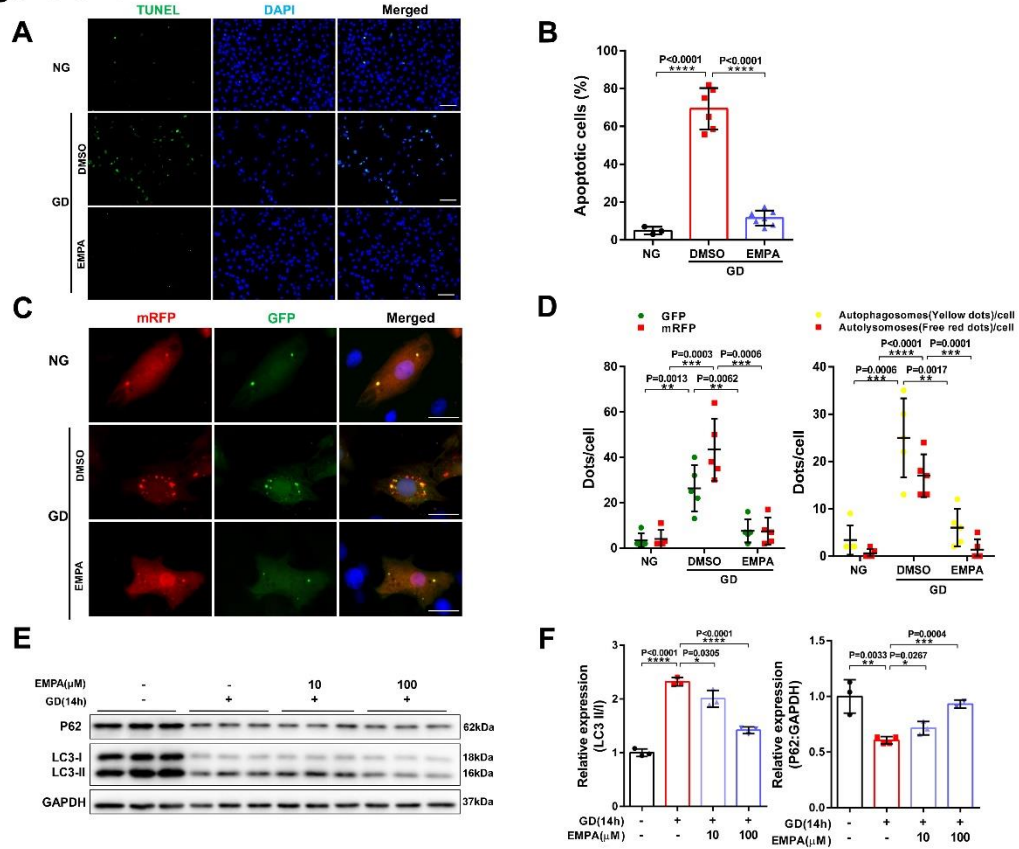 A
TUNEL DAPI Merged
NG
DMSO
GD
EMPA
B
Apoptotic cells (%)
100
80
60
40
20
0
P<0.0001 P<0.0001
**** ****
NG DMSO EMPA
GD
C
mRFP GFP Merged
NG
DMSO
GD
EMPA
D
GFP
mRFP
Dots/cell
80
60
40
20
0
P=0.0003 P=0.0006
*** ***
P=0.0013 P=0.0062
** **
NG DMSO EMPA
GD
Autophagosomes(Yellow dots)/cell
Autolysomoses(Free red dots)/cell
Dots/cell
40
30
20
10
0
P<0.0001 P=0.0001
**** ***
P=0.0006 P=0.0017
*** **
NG DMSO EMPA
GD
E
EMPA(μM) - - 10 100
GD(14h) - + + +
P62 62kDa
LC3-I 18kDa
LC3-II 16kDa
GAPDH 37kDa
F
Relative expression
(LC3 II/I)
3
2
1
0
P<0.0001
****
P<0.0001 P=0.0305
**** *
GD(14h) - + + +
EMPA(μM) - - 10 100
Relative expression
(P62:GAPDH)
1.5
1.0
0.5
0.0
P=0.0004
***
P=0.0033 P=0.0267
** *
GD(14h) - + + +
EMPA(μM) - - 10 100